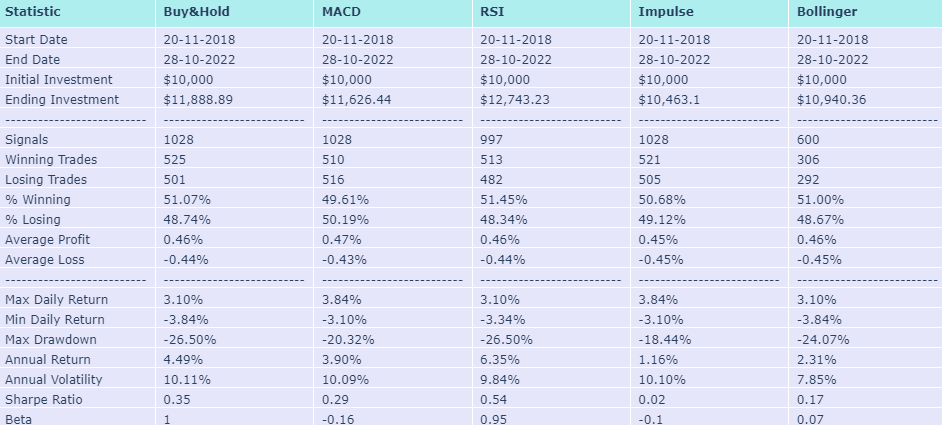 Statistic Buy&Hold MACD RSI Impulse Bollinger
Start Date 20-11-2018 20-11-2018 20-11-2018 20-11-2018 20-11-2018
End Date 28-10-2022 28-10-2022 28-10-2022 28-10-2022 28-10-2022
Initial Investment $10,000 $10,000 $10,000 $10,000 $10,000
Ending Investment $11,888.89 $11,626.44 $12,743.23 $10,463.1 $10,940.36
-------------------------- -------------------------- -------------------------- -------------------------- -------------------------- --------------------------
Signals 1028 1028 997 1028 600
Winning Trades 525 510 513 521 306
Losing Trades 501 516 482 505 292
% Winning 51.07% 49.61% 51.45% 50.68% 51.00%
% Losing 48.74% 50.19% 48.34% 49.12% 48.67%
Average Profit 0.46% 0.47% 0.46% 0.45% 0.46%
Average Loss -0.44% -0.43% -0.44% -0.45% -0.45%
-------------------------- -------------------------- -------------------------- -------------------------- -------------------------- --------------------------
Max Daily Return 3.10% 3.84% 3.10% 3.84% 3.10%
Min Daily Return -3.84% -3.10% -3.34% -3.10% -3.84%
Max Drawdown -26.50% -20.32% -26.50% -18.44% -24.07%
Annual Return 4.49% 3.90% 6.35% 1.16% 2.31%
Annual Volatility 10.11% 10.09% 9.84% 10.10% 7.85%
Sharpe Ratio 0.35 0.29 0.54 0.02 0.17
Beta 1 -0.16 0.95 -0.1 0.07